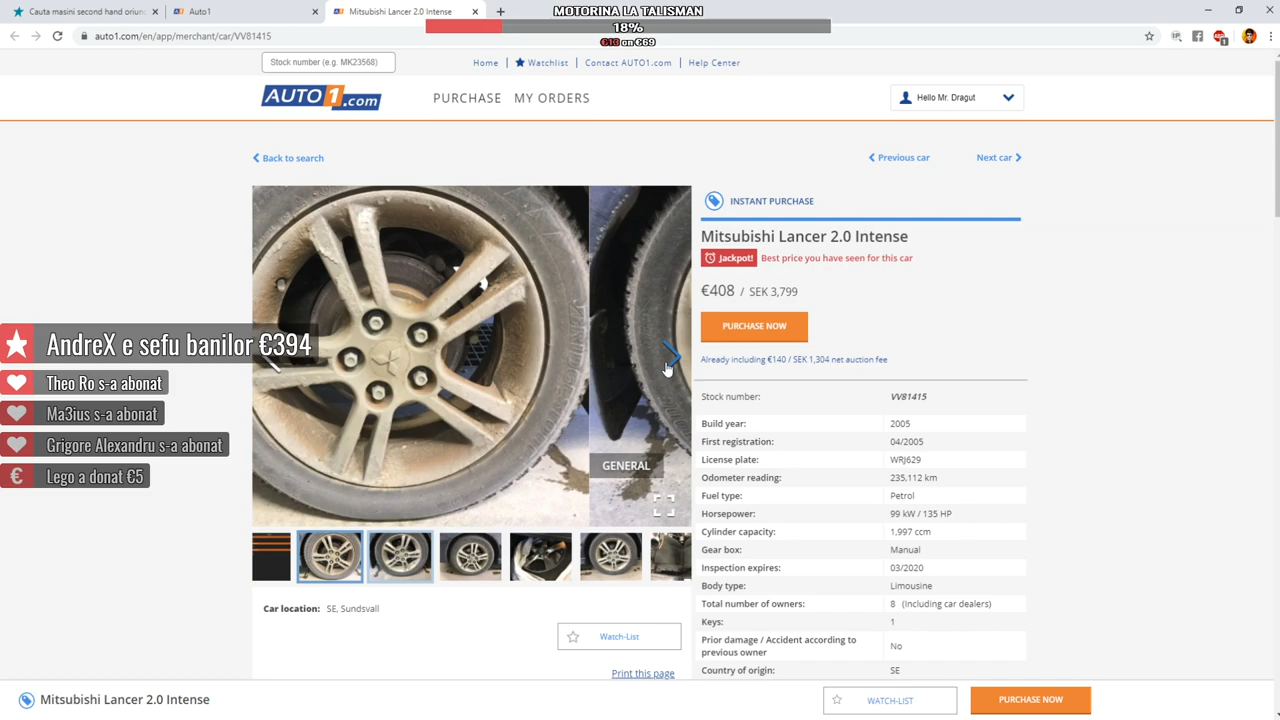 Cauta masini second hand oriun
Auto1
Mitsubishi Lancer 2.0 Intense
MOTORINA LA TALISMAN
18%
€13 on €69
auto1.com/en/app/merchant/car/VV81415
Stock number (e.g. MK23568)
Home
Watchlist
Contact AUTO1.com
Help Center
AUTO1.com
PURCHASE
MY ORDERS
Hello Mr. Dragut
Back to search
Previous car
Next car
GENERAL
INSTANT PURCHASE
Mitsubishi Lancer 2.0 Intense
Jackpot! Best price you have seen for this car
€408 / SEK 3,799
PURCHASE NOW
Already including €140 / SEK 1,304 net auction fee
AndreX e sefu banilor €394
Theo Ro s-a abonat
Ma3ius s-a abonat
Grigore Alexandru s-a abonat
€ Lego a donat €5
Stock number: VV81415
Build year: 2005
First registration: 04/2005
License plate: WRJ629
Odometer reading: 235,112 km
Fuel type: Petrol
Horsepower: 99 kW / 135 HP
Cylinder capacity: 1,997 ccm
Gear box: Manual
Inspection expires: 03/2020
Body type: Limousine
Total number of owners: 8 (Including car dealers)
Keys: 1
Prior damage / Accident according to
previous owner No
Country of origin: SE
Car location: SE, Sundsvall
Watch-List
Print this page
Mitsubishi Lancer 2.0 Intense
WATCH-LIST
PURCHASE NOW